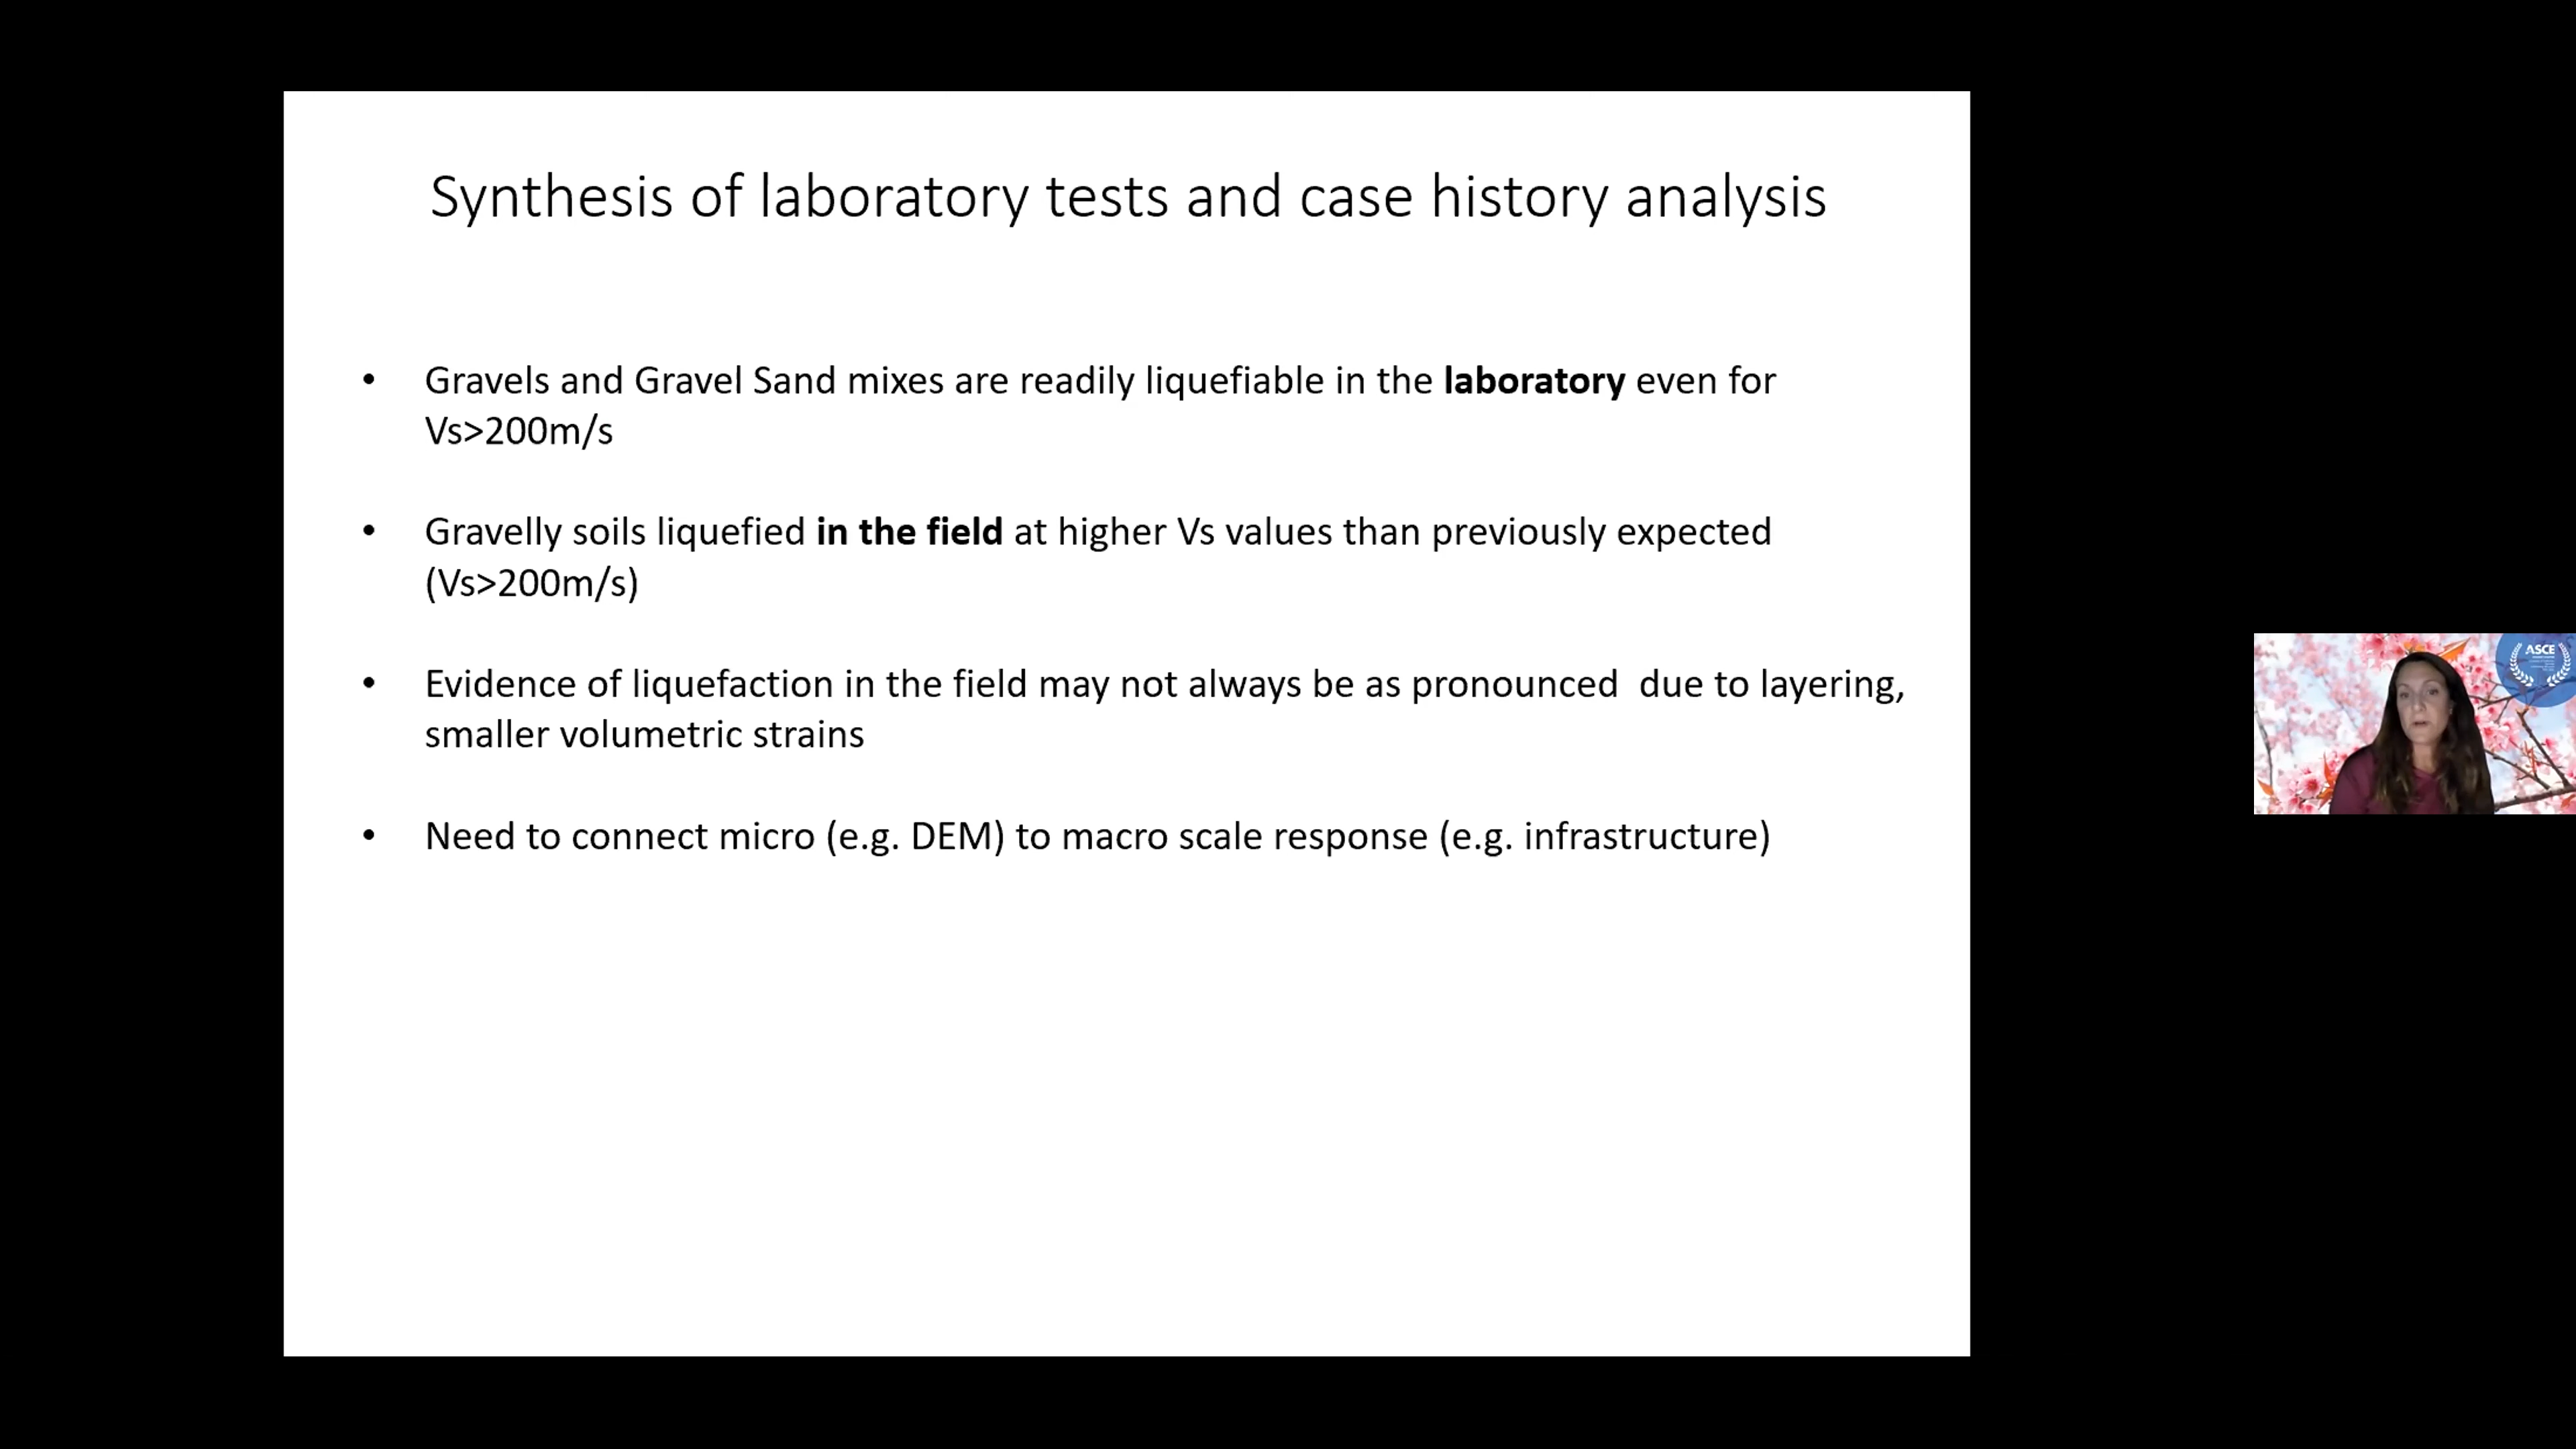 Synthesis of laboratory tests and case history analysis
• Gravels and Gravel Sand mixes are readily liquefiable in the laboratory even for
Vs>200m/s
• Gravelly soils liquefied in the field at higher Vs values than previously expected
(Vs>200m/s)
• Evidence of liquefaction in the field may not always be as pronounced  due to layering,
smaller volumetric strains
• Need to connect micro (e.g. DEM) to macro scale response (e.g. infrastructure)
ASCE